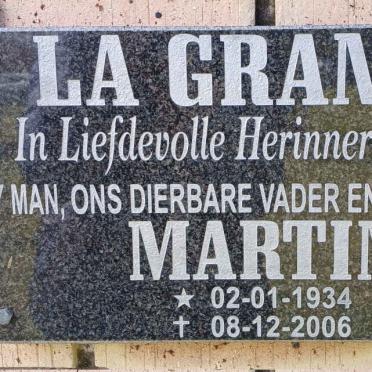 LA GRAN
In Liefdevolle Herinner
MAN, ONS DIERBARE VADER EN
MARTIN
★ 02-01-1934
✝ 08-12-2006